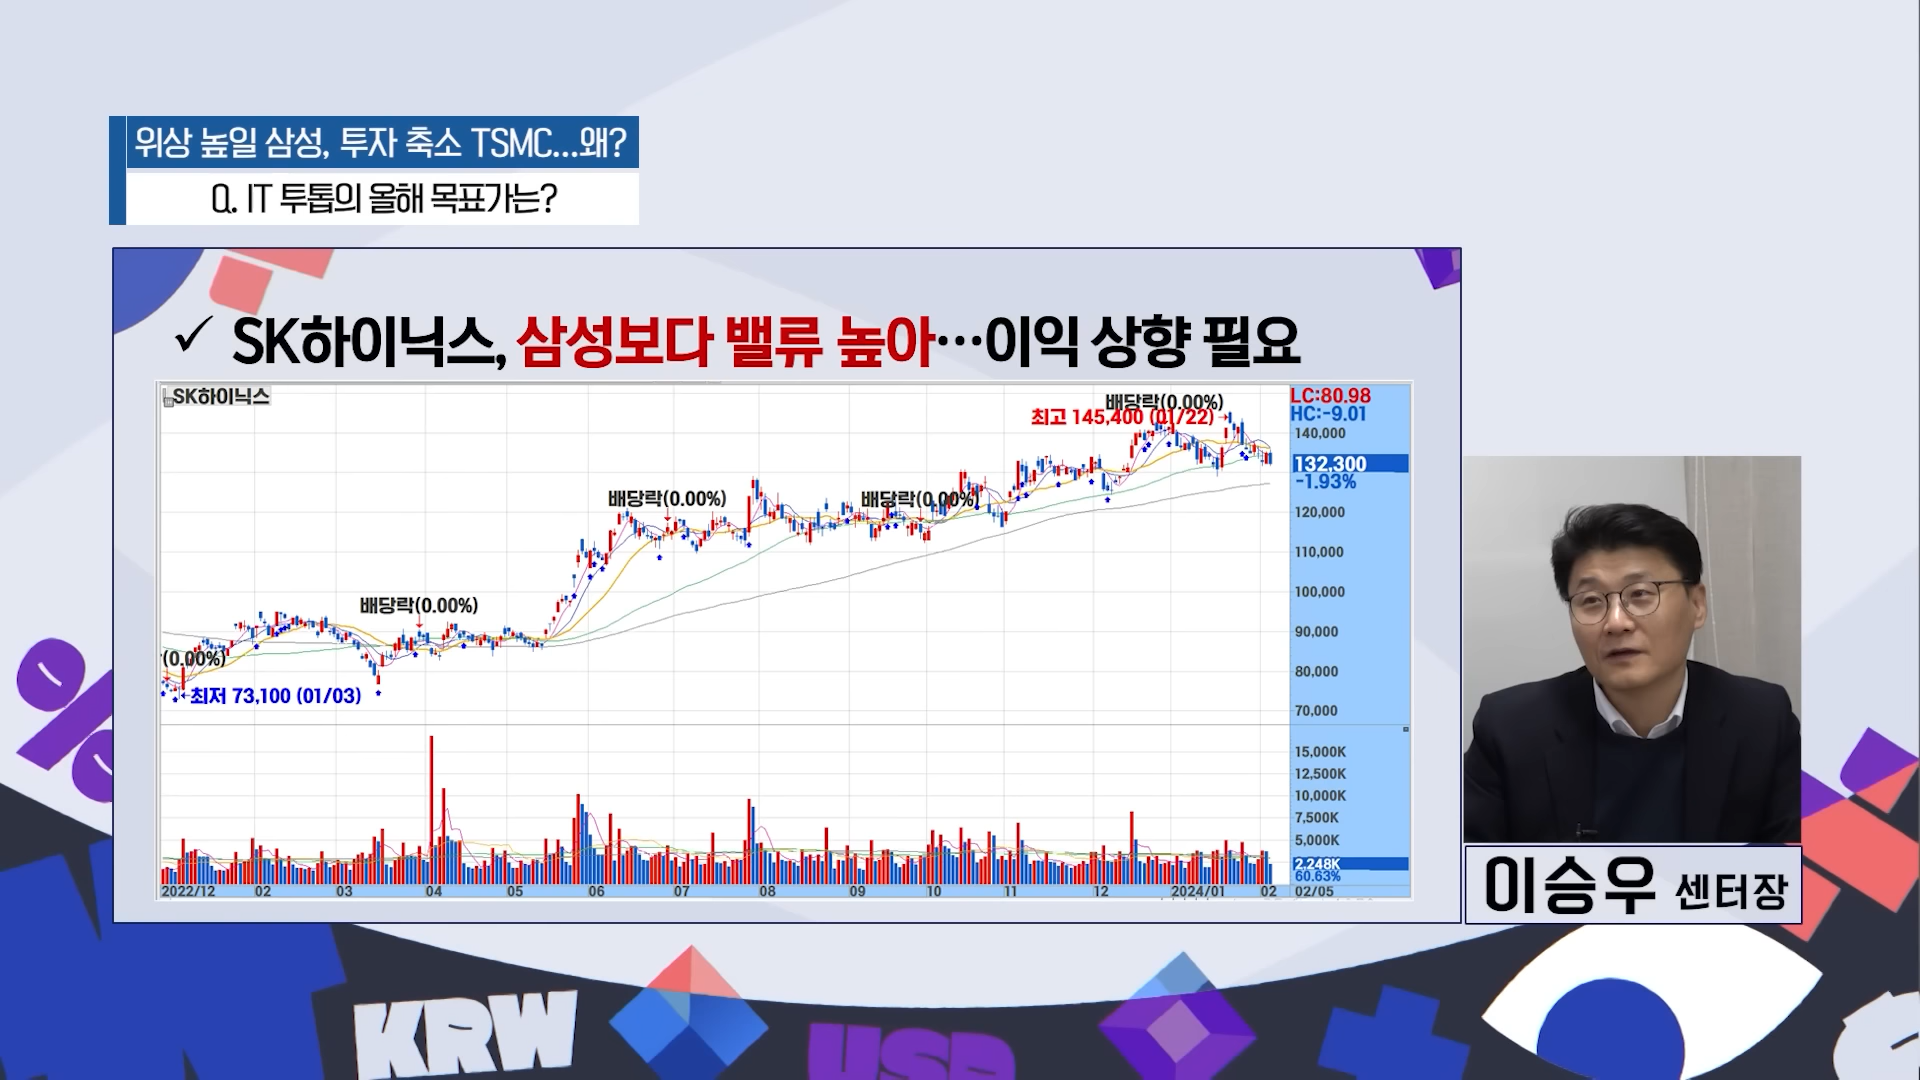 위상 높일 삼성, 투자 축소 TSMC...왜?
Q. IT 투톱의 올해 목표가는?
✓ SK하이닉스, 삼성보다 밸류 높아…이익 상향 필요
SK하이닉스
배당락(0.00%)
최고 145,400 (01/22)
LC:80.98
HC:-9.01
140,000
132,300
-1.93%
배당락(0.00%)
배당락(0.00%)
120,000
110,000
100,000
배당락(0.00%)
90,000
(0.00%)
80,000
최저 73,100 (01/03)
70,000
15,000K
12,500K
10,000K
7,500K
5,000K
2,248K
60.63%
2022/12 02 03 04 05 06 07 08 09 10 11 12 2024/01 02 02/05
이승우 센터장
KRW
USD